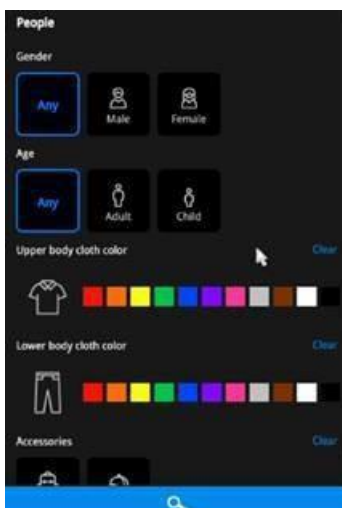 People
Gender
Any
Male
Female
Age
Any
Adult
Child
Upper body cloth color
Clear
Lower body cloth color
Clear
Accessories
Clear